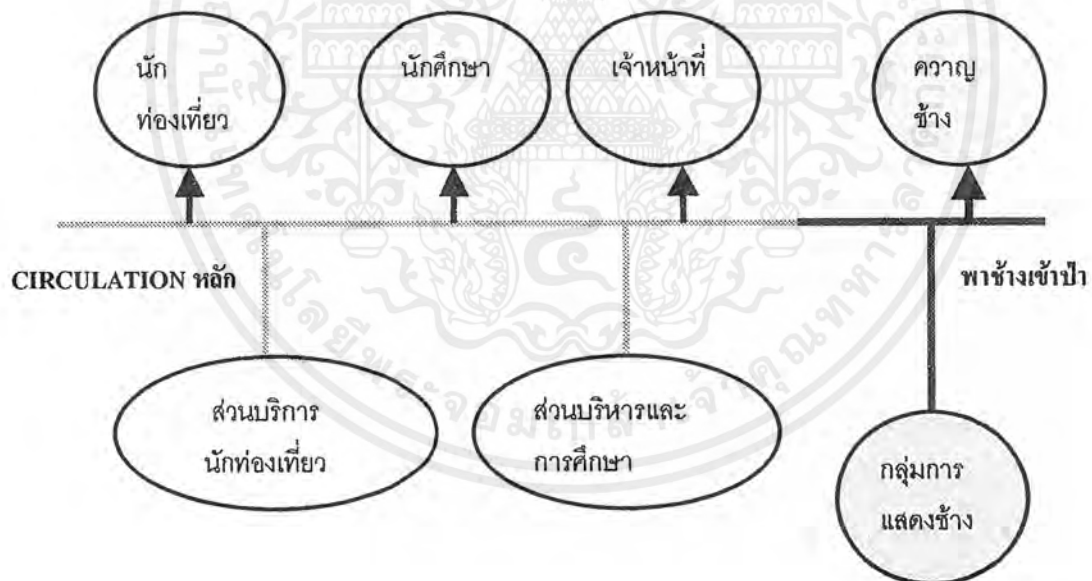 นัก
ท่องเที่ยว
นักศึกษา
เจ้าหน้าที่
ควาญ
ช้าง
CIRCULATION หลัก
พาช้างเข้าป่า
ส่วนบริการ
นักท่องเที่ยว
ส่วนบริหารและ
การศึกษา
กลุ่มการ
แสดงช้าง